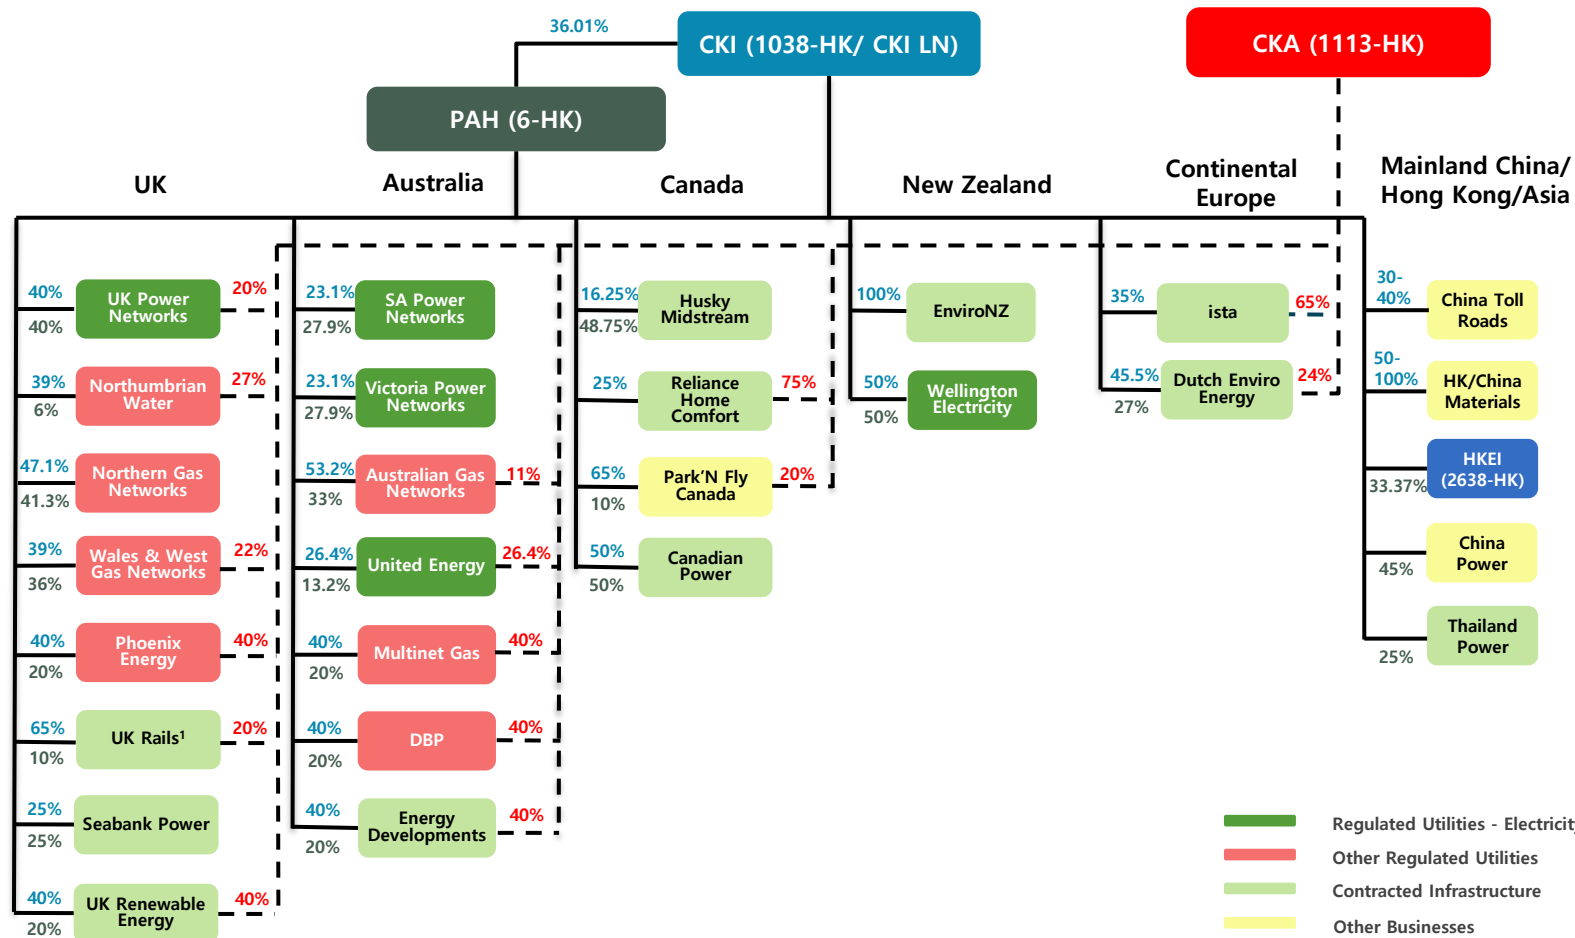 36.01%
CKI (1038-HK/ CKI LN)
CKA (1113-HK)
PAH (6-HK)
UK
Australia
Canada
New Zealand
Continental
Europe
Mainland China/
Hong Kong/Asia
40%
UK Power
Networks
20%
40%
39%
Northumbrian
Water
27%
6%
47.1%
Northern Gas
Networks
41.3%
39%
Wales & West
Gas Networks
22%
36%
40%
Phoenix
Energy
40%
20%
65%
UK Rails¹
20%
10%
25%
Seabank Power
25%
40%
UK Renewable
Energy
40%
20%
23.1%
SA Power
Networks
27.9%
23.1%
Victoria Power
Networks
27.9%
53.2%
Australian Gas
Networks
11%
33%
26.4%
United Energy
26.4%
13.2%
40%
Multinet Gas
40%
20%
40%
DBP
40%
20%
40%
Energy
Developments
40%
20%
16.25%
Husky
Midstream
48.75%
25%
Reliance
Home
Comfort
75%
65%
Park'N Fly
Canada
20%
10%
50%
Canadian
Power
50%
100%
EnviroNZ
50%
Wellington
Electricity
50%
35%
ista
65%
45.5%
Dutch Enviro
Energy
24%
27%
30-
40%
China Toll
Roads
50-
100%
HK/China
Materials
HKEI
(2638-HK)
33.37%
China
Power
45%
Thailand
Power
25%
Regulated Utilities - Electricity
Other Regulated Utilities
Contracted Infrastructure
Other Businesses